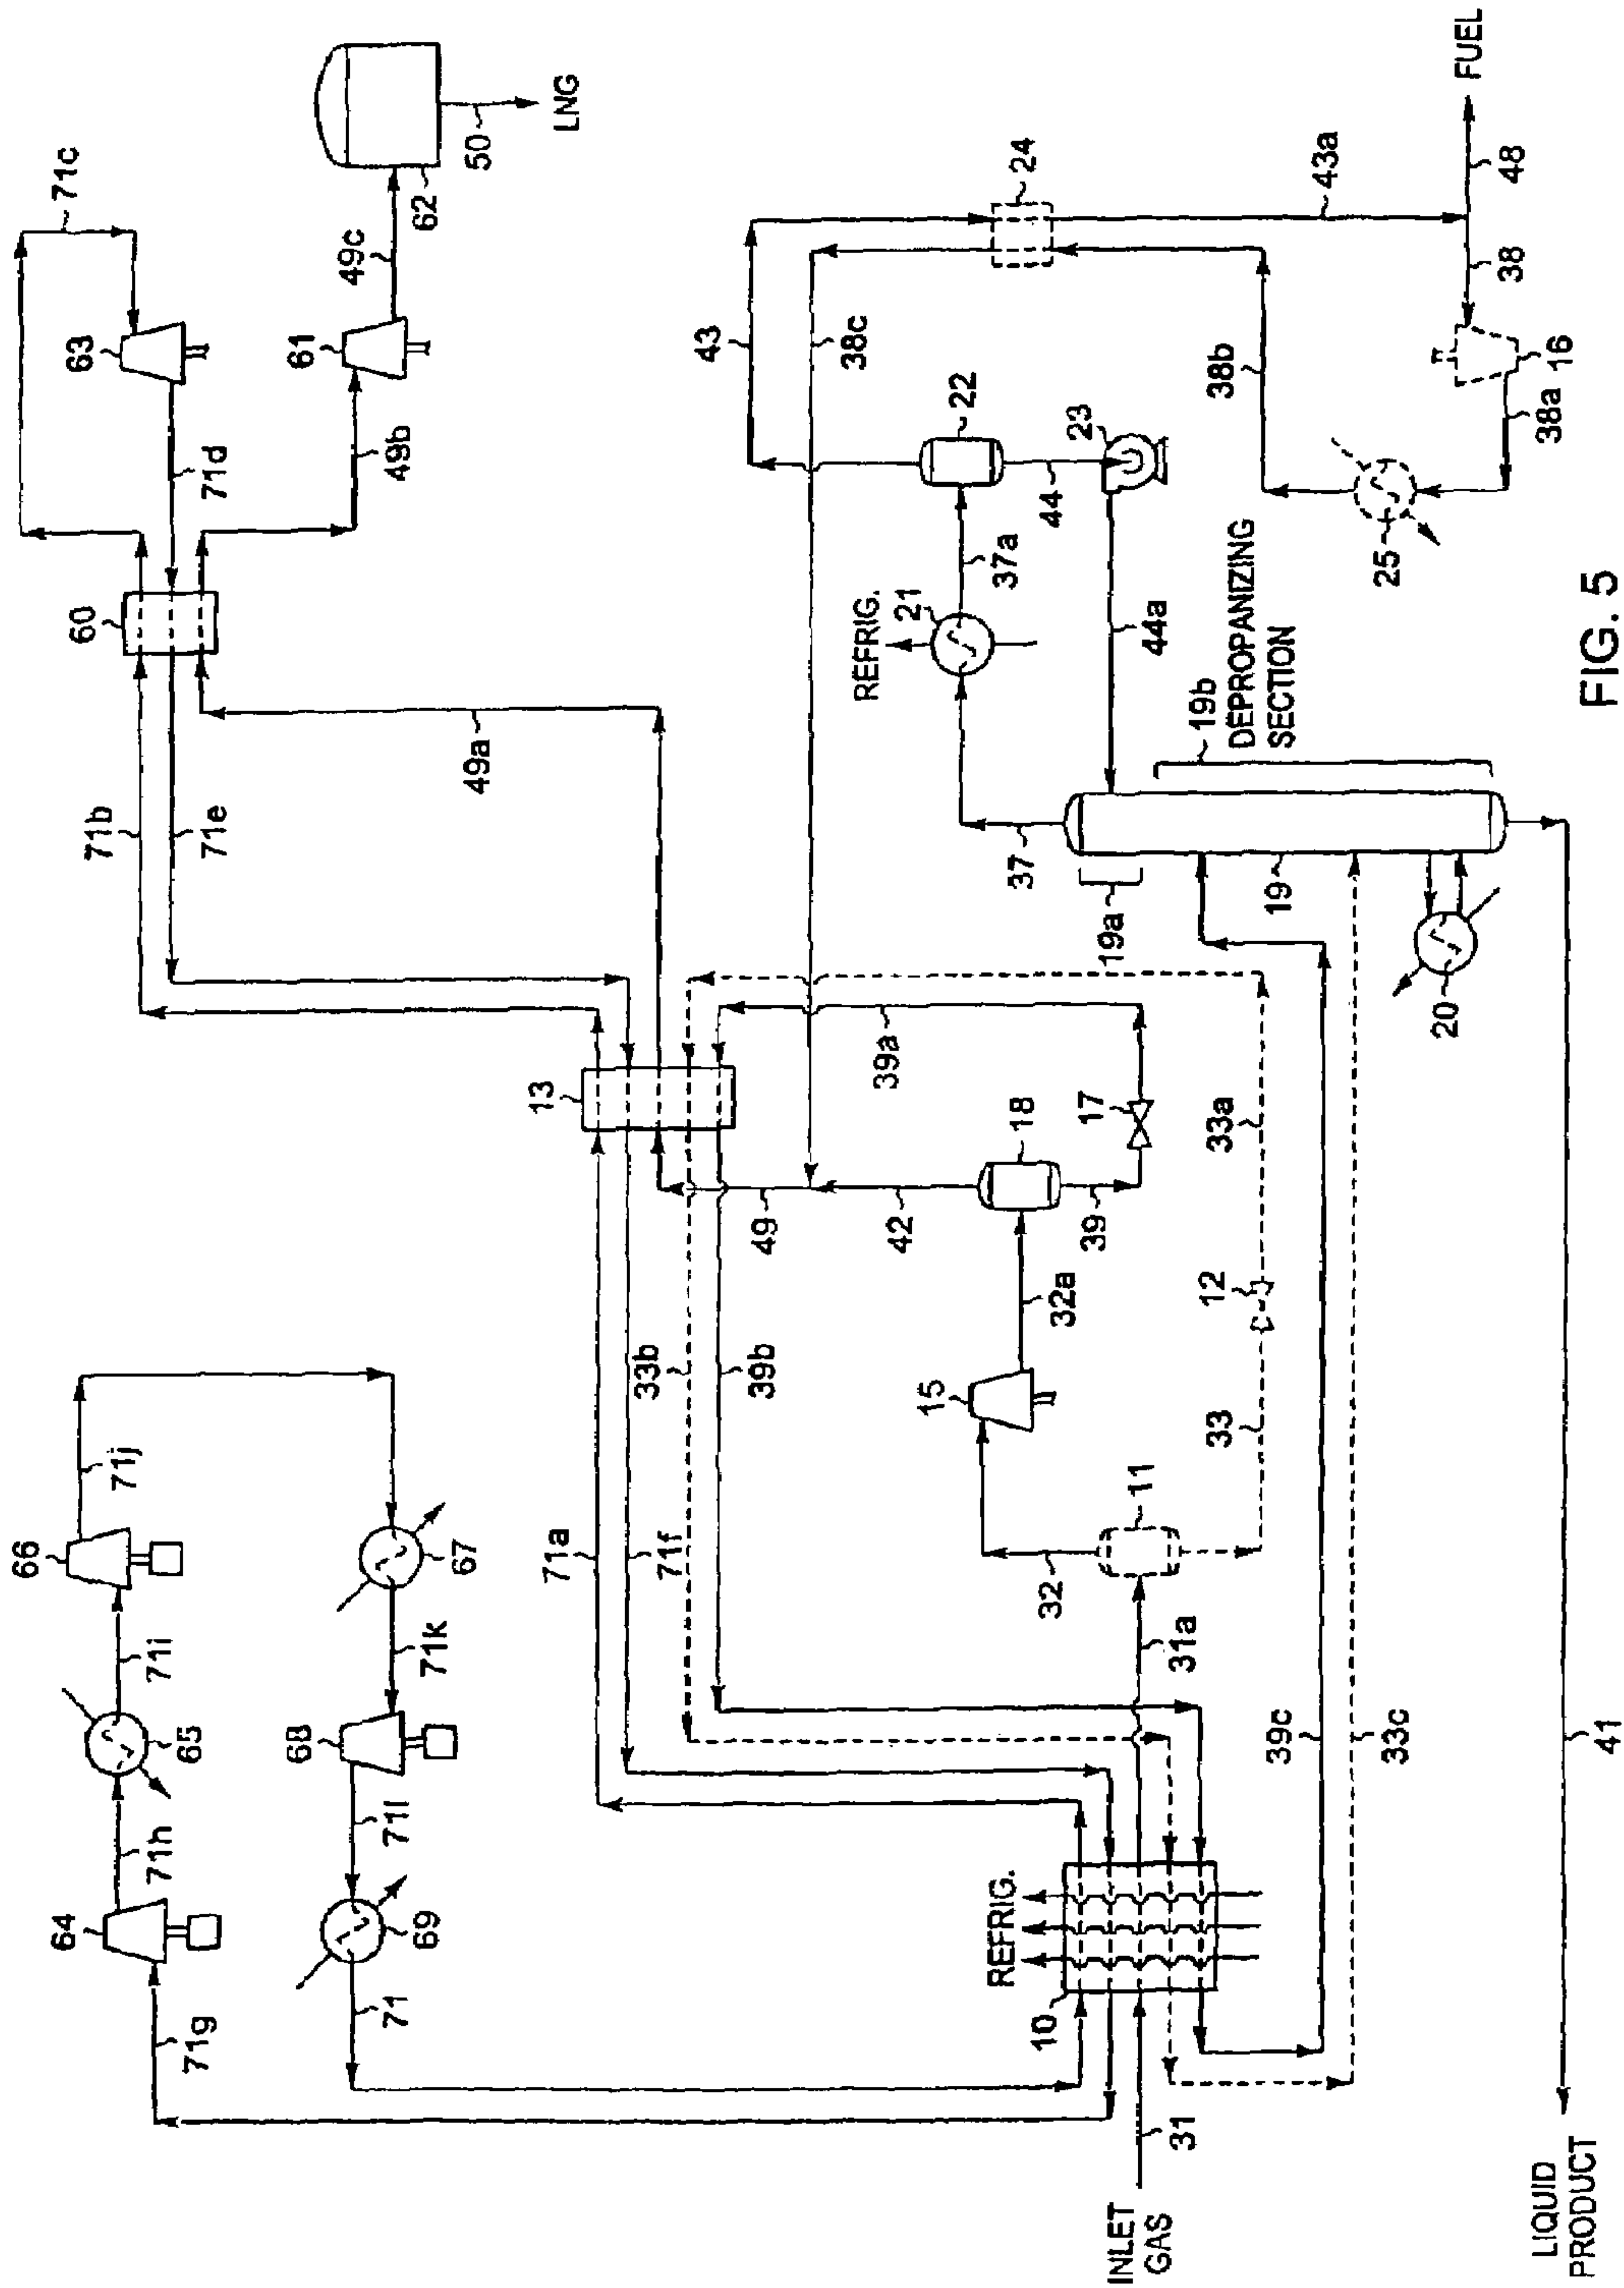 71g
64
71h
65
71i
66
71j
67
71k
68
71l
69
71
71a
71f
33b
39b
71b
71e
60
71d
63
71c
49b
61
49c
62
50
LNG
49a
13
49
42
18
39
17
39a
32a
15
32
11
31a
33
12
33a
REFRIG.
10
31
INLET
GAS
39c
33c
41
LIQUID
PRODUCT
38c
43
24
43a
22
44
23
37a
REFRIG.
21
44a
37
19a
19
19b
DEPROPANIZING
SECTION
20
38b
25
38a
16
38
48
FUEL
FIG. 5